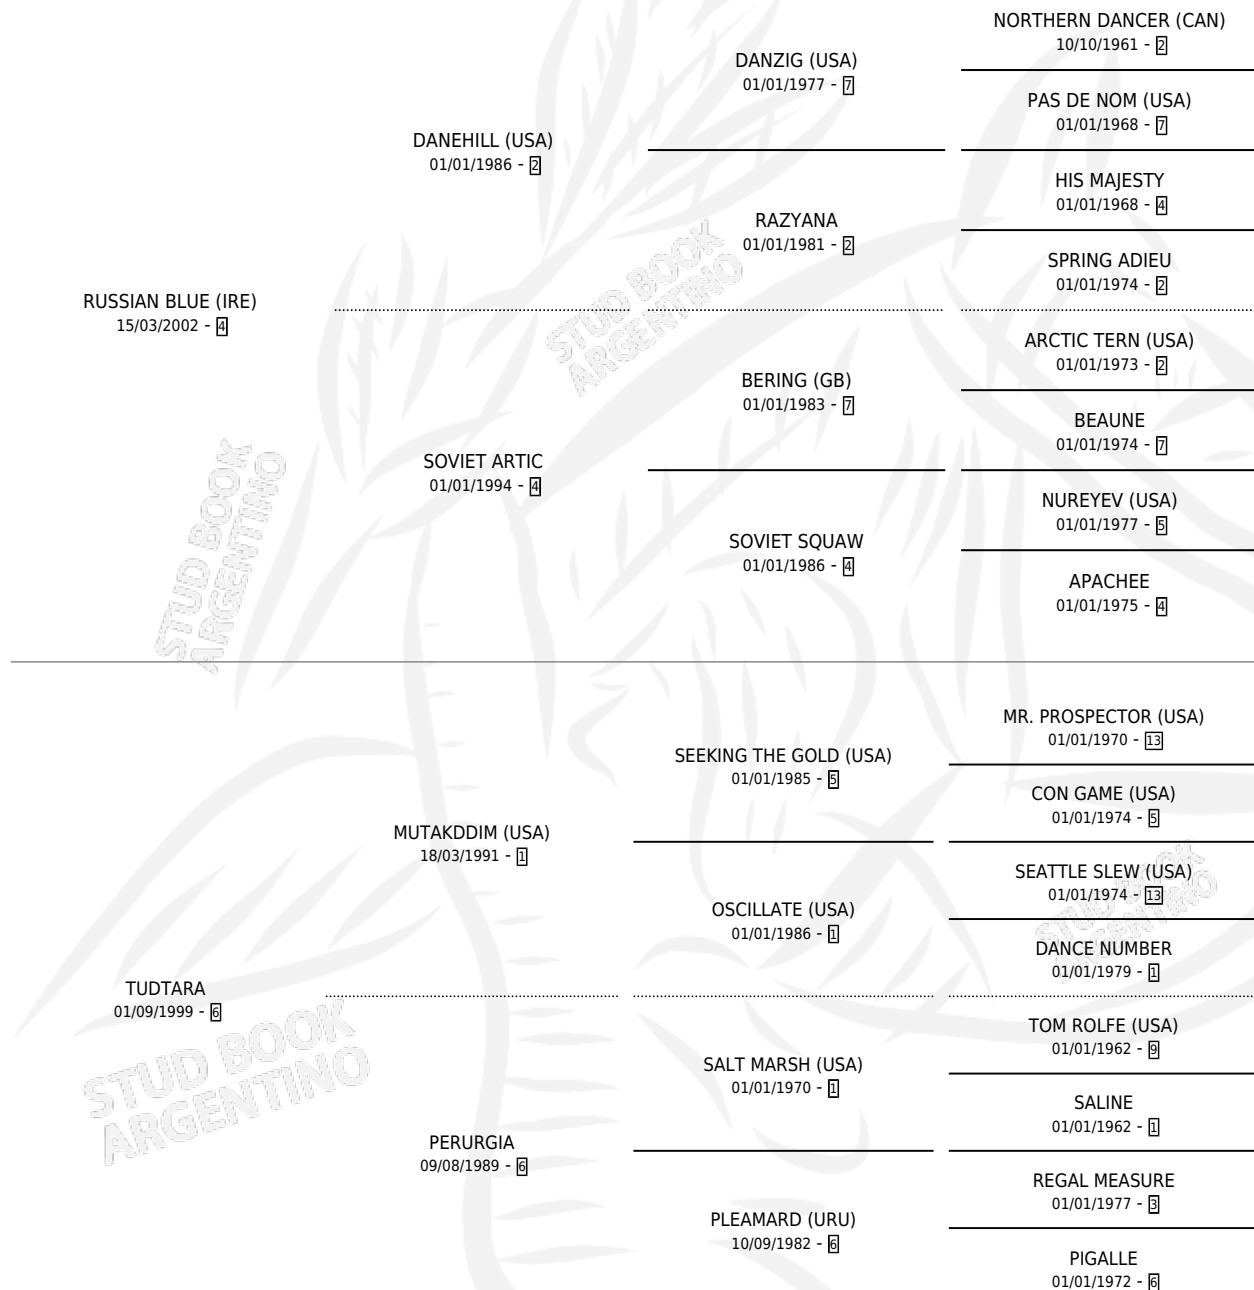 NORTHERN DANCER (CAN)
10/10/1961 - 2
DANZIG (USA)
01/01/1977 - 7
PAS DE NOM (USA)
01/01/1968 - 7
DANEHILL (USA)
01/01/1986 - 2
HIS MAJESTY
01/01/1968 - 4
RAZYANA
01/01/1981 - 2
SPRING ADIEU
01/01/1974 - 2
RUSSIAN BLUE (IRE)
15/03/2002 - 4
ARCTIC TERN (USA)
01/01/1973 - 2
BERING (GB)
01/01/1983 - 7
BEAUNE
01/01/1974 - 7
SOVIET ARTIC
01/01/1994 - 4
NUREYEV (USA)
01/01/1977 - 5
SOVIET SQUAW
01/01/1986 - 4
APACHEE
01/01/1975 - 4
MR. PROSPECTOR (USA)
01/01/1970 - 13
SEEKING THE GOLD (USA)
01/01/1985 - 5
CON GAME (USA)
01/01/1974 - 5
MUTAKDDIM (USA)
18/03/1991 - 1
SEATTLE SLEW (USA)
01/01/1974 - 13
OSCILLATE (USA)
01/01/1986 - 1
DANCE NUMBER
01/01/1979 - 1
TUDTARA
01/09/1999 - 6
TOM ROLFE (USA)
01/01/1962 - 9
SALT MARSH (USA)
01/01/1970 - 1
SALINE
01/01/1962 - 1
PERURGIA
09/08/1989 - 6
REGAL MEASURE
01/01/1977 - 3
PLEAMARD (URU)
10/09/1982 - 6
PIGALLE
01/01/1972 - 6
STUD BOOK
ARGENTINO
STUD BOOK
ARGENTINO
STUD BOOK
ARGENTINO
STUD BOOK
ARGENTINO